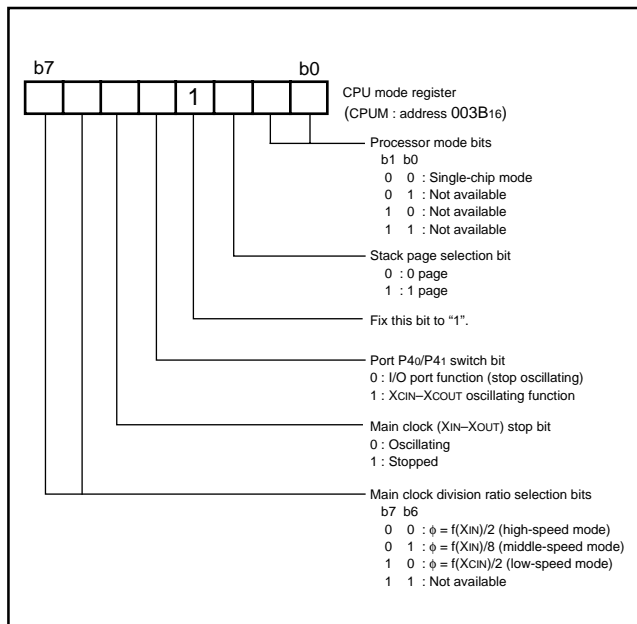 b7 b0
1
CPU mode register
(CPUM : address 003B16)
Processor mode bits
b1 b0
0 0 : Single-chip mode
0 1 : Not available
1 0 : Not available
1 1 : Not available
Stack page selection bit
0 : 0 page
1 : 1 page
Fix this bit to “1”.
Port P40/P41 switch bit
0 : I/O port function (stop oscillating)
1 : XCIN–XCOUT oscillating function
Main clock (XIN–XOUT) stop bit
0 : Oscillating
1 : Stopped
Main clock division ratio selection bits
b7 b6
0 0 : ϕ = f(XIN)/2 (high-speed mode)
0 1 : ϕ = f(XIN)/8 (middle-speed mode)
1 0 : ϕ = f(XCIN)/2 (low-speed mode)
1 1 : Not available